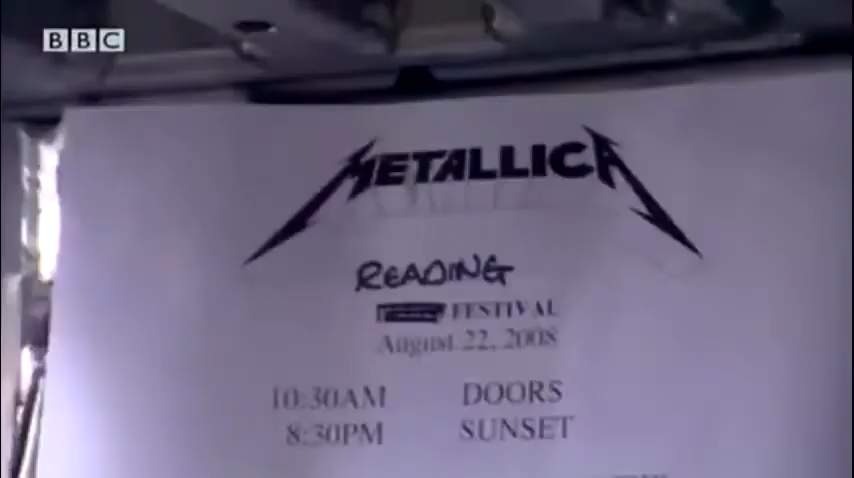 BBC
METALLICA
READING
FESTIVAL
August 22, 2008
10:30AM DOORS
8:30PM SUNSET